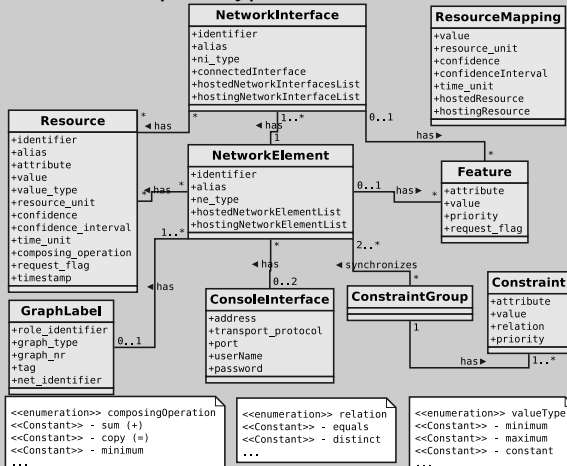 NetworkInterface
+identifier
+alias
+ni_type
+connectedInterface
+hostedNetworkInterfacesList
+hostingNetworkInterfaceList
ResourceMapping
+value
+resource_unit
+confidence
+confidenceInterval
+time_unit
+hostedResource
+hostingResource
* *
◄ has
1..*
◄ has
1
0..1
has►
*
Resource
+identifier
+alias
+attribute
+value
+value_type
+resource_unit
+confidence
+confidence_interval
+time_unit
+composing_operation
+request_flag
+timestamp
NetworkElement
+identifier
+alias
+ne_type
+hostedNetworkElementList
+hostingNetworkElementList
Feature
+attribute
+value
+priority
+request_flag
* ◄has *
0..1 has► *
1..*
◄ has
0..1
*
◄ has
0..2
2..*
◄ synchronizes
*
GraphLabel
+role_identifier
+graph_type
+graph_nr
+tag
+net_identifier
ConsoleInterface
+address
+transport_protocol
+port
+userName
+password
ConstraintGroup
1
has►
1..*
Constraint
+attribute
+value
+relation
+priority
<<enumeration>> composingOperation
<<Constant>> - sum (+)
<<Constant>> - copy (=)
<<Constant>> - minimum
...
<<enumeration>> relation
<<Constant>> - equals
<<Constant>> - distinct
...
<<enumeration>> valueType
<<Constant>> - minimum
<<Constant>> - maximum
<<Constant>> - constant
...